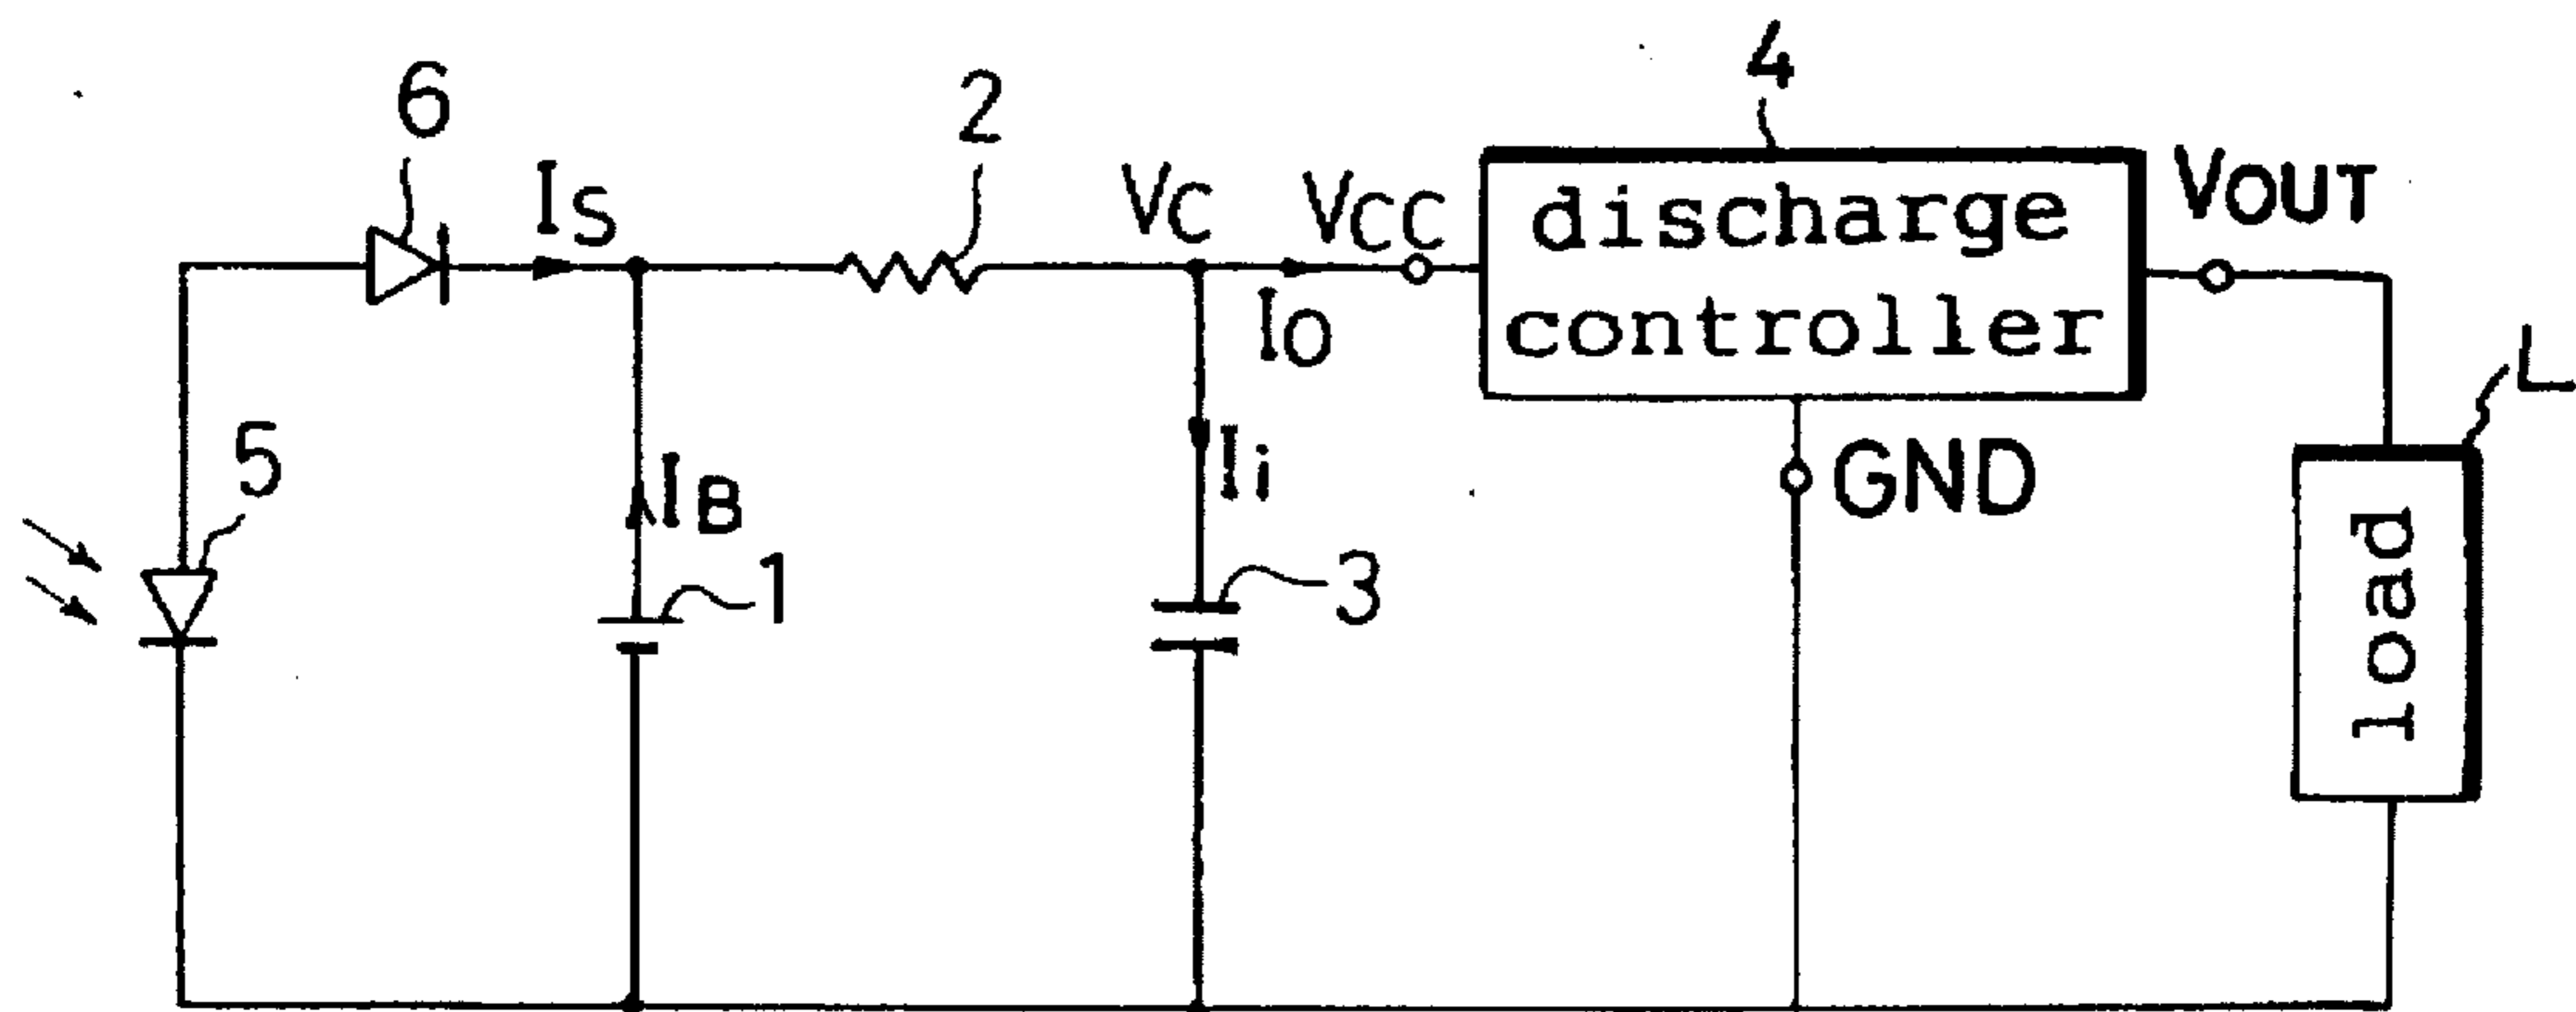 6
IS
2
VC
VCC
4
discharge
controller
VOUT
IO
L
5
IB
1
Ii
3
GND
load